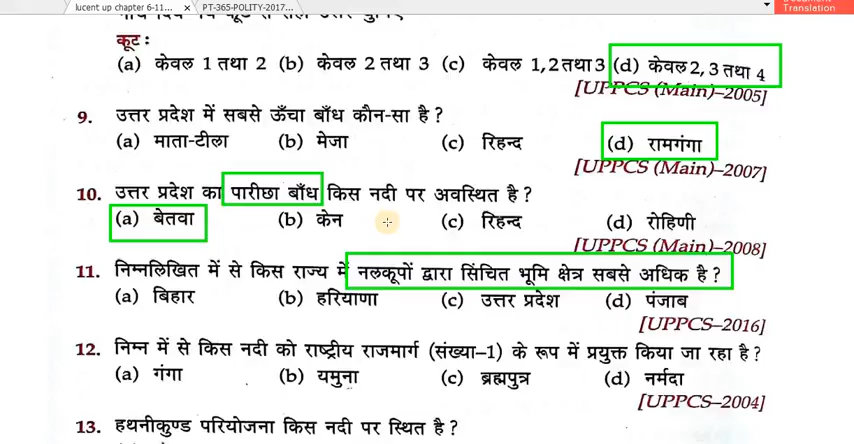 lucent up chapter 6-11... PT-365-POLITY-2017... Document Translation
कूट :
(a) केवल 1 तथा 2 (b) केवल 2 तथा 3 (c) केवल 1, 2 तथा 3 (d) केवल 2, 3 तथा 4
[UPPCS (Main)–2005]
9. उत्तर प्रदेश में सबसे ऊँचा बाँध कौन-सा है ?
(a) माता-टीला (b) मेजा (c) रिहन्द (d) रामगंगा
[UPPCS (Main)–2007]
10. उत्तर प्रदेश का पारीछा बाँध किस नदी पर अवस्थित है ?
(a) बेतवा (b) केन (c) रिहन्द (d) रोहिणी
[UPPCS (Main)–2008]
11. निम्नलिखित में से किस राज्य में नलकूपों द्वारा सिंचित भूमि क्षेत्र सबसे अधिक है ?
(a) बिहार (b) हरियाणा (c) उत्तर प्रदेश (d) पंजाब
[UPPCS–2016]
12. निम्न में से किस नदी को राष्ट्रीय राजमार्ग (संख्या–1) के रूप में प्रयुक्त किया जा रहा है ?
(a) गंगा (b) यमुना (c) ब्रह्मपुत्र (d) नर्मदा
[UPPCS–2004]
13. हथनीकुण्ड परियोजना किस नदी पर स्थित है ?